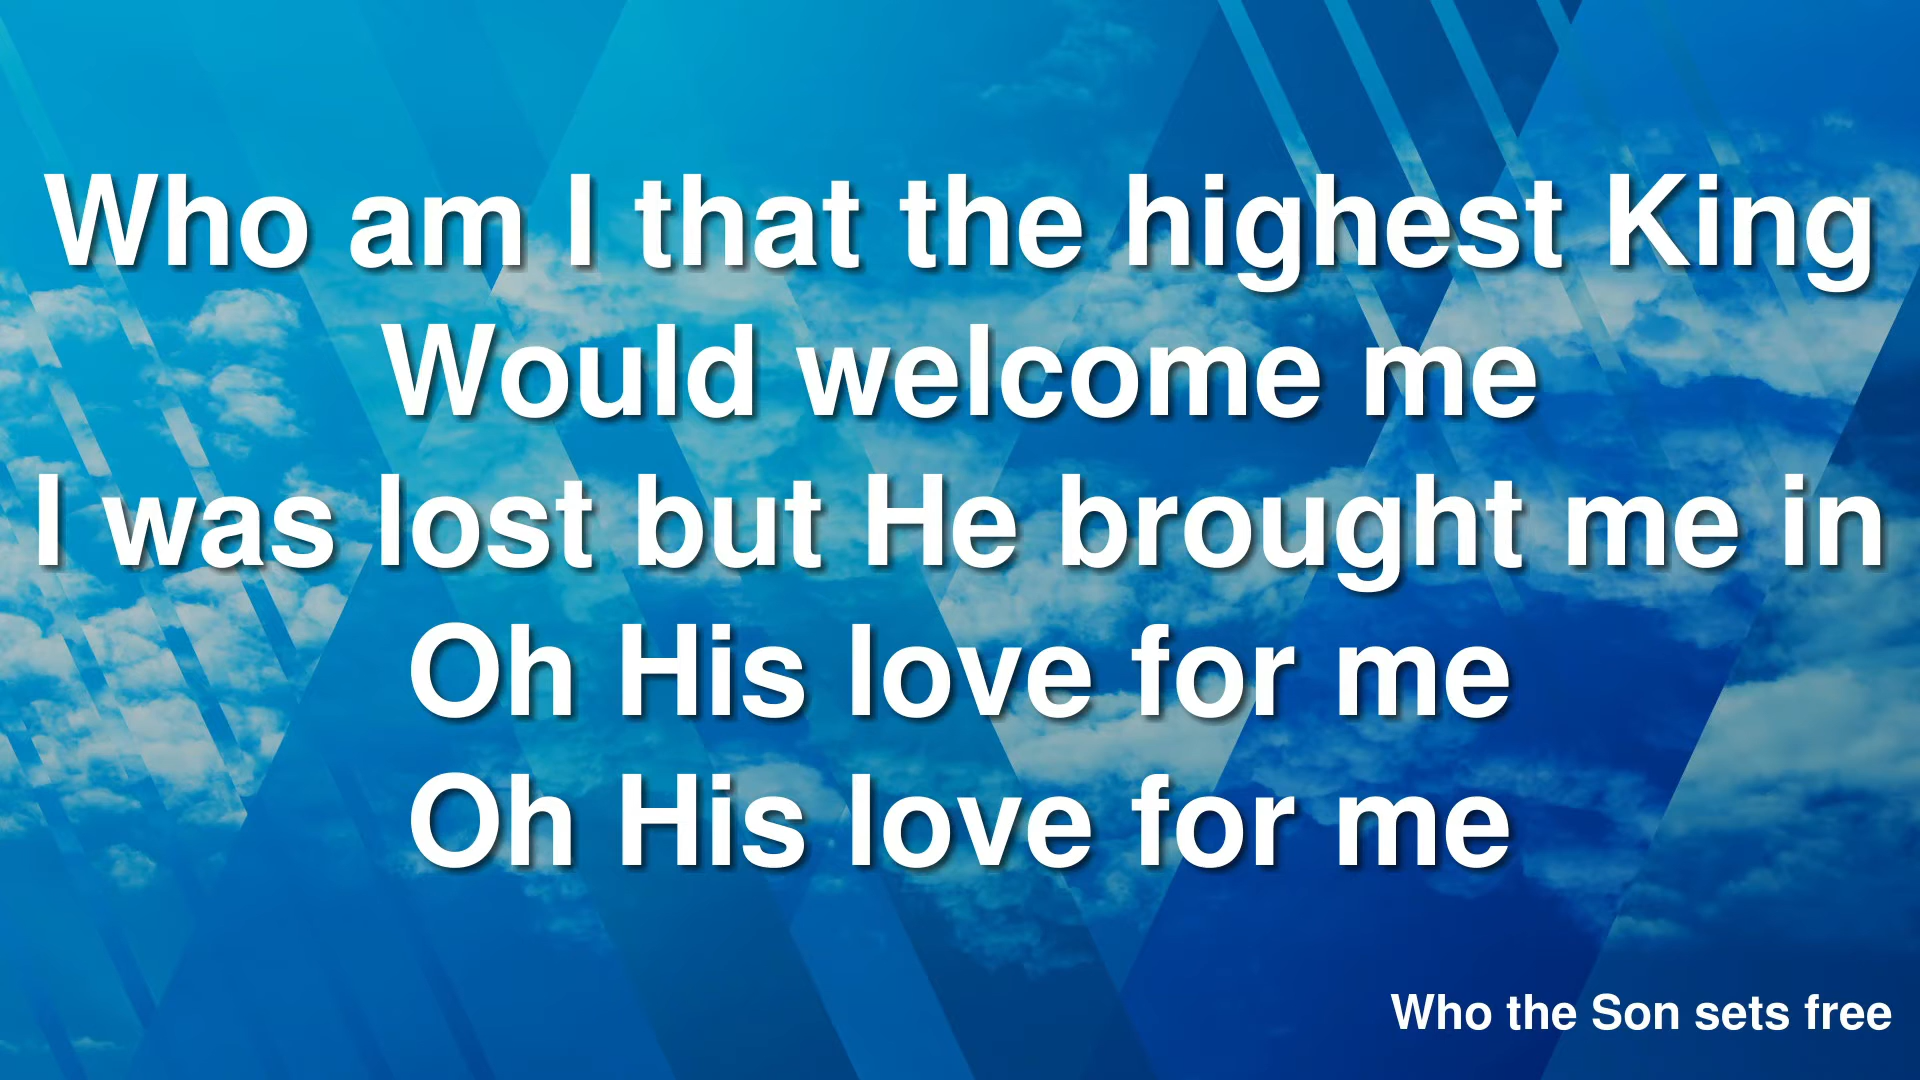 Who am I that the highest King
Would welcome me
I was lost but He brought me in
Oh His love for me
Oh His love for me
Who the Son sets free